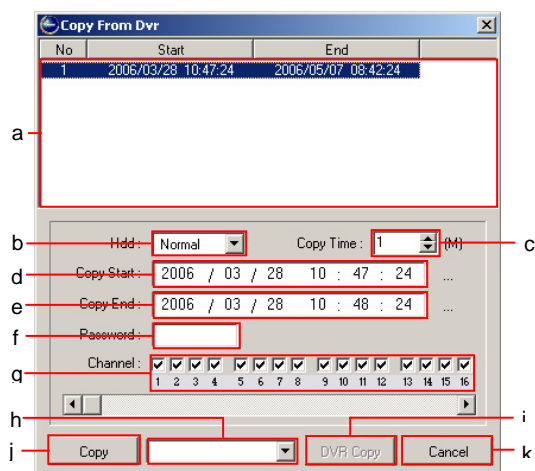 Copy From Dvr
No Start End
1 2006/03/28 10:47:24 2006/05/07 08:42:24
a
b Hdd : Normal Copy Time : 1 (M) c
d Copy Start : 2006 / 03 / 28 10 : 47 : 24 ...
e Copy End : 2006 / 03 / 28 10 : 48 : 24 ...
f Password :
g Channel :
1 2 3 4 5 6 7 8 9 10 11 12 13 14 15 16
h i
j Copy DVR Copy Cancel k